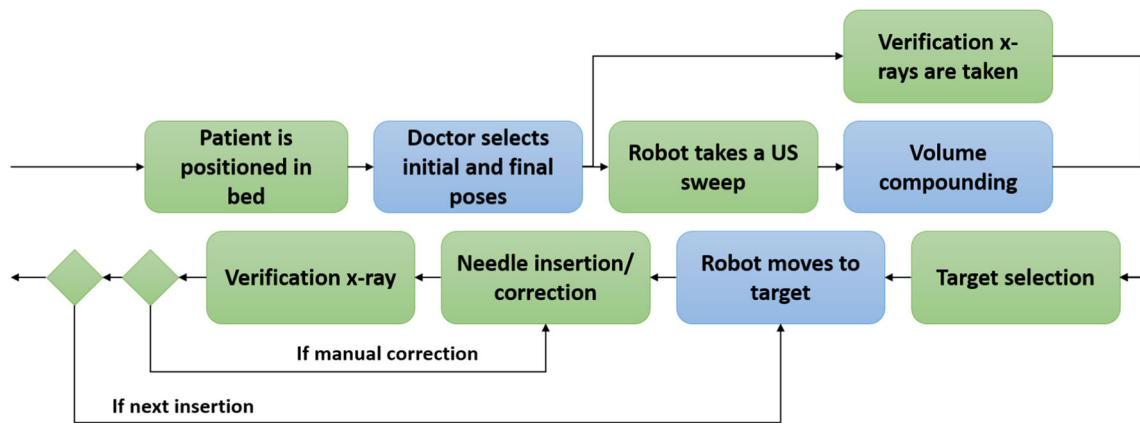 Verification x-
rays are taken
Patient is
positioned in
bed
Doctor selects
initial and final
poses
Robot takes a US
sweep
Volume
compounding
Verification x-ray
Needle insertion/
correction
Robot moves to
target
Target selection
If manual correction
If next insertion